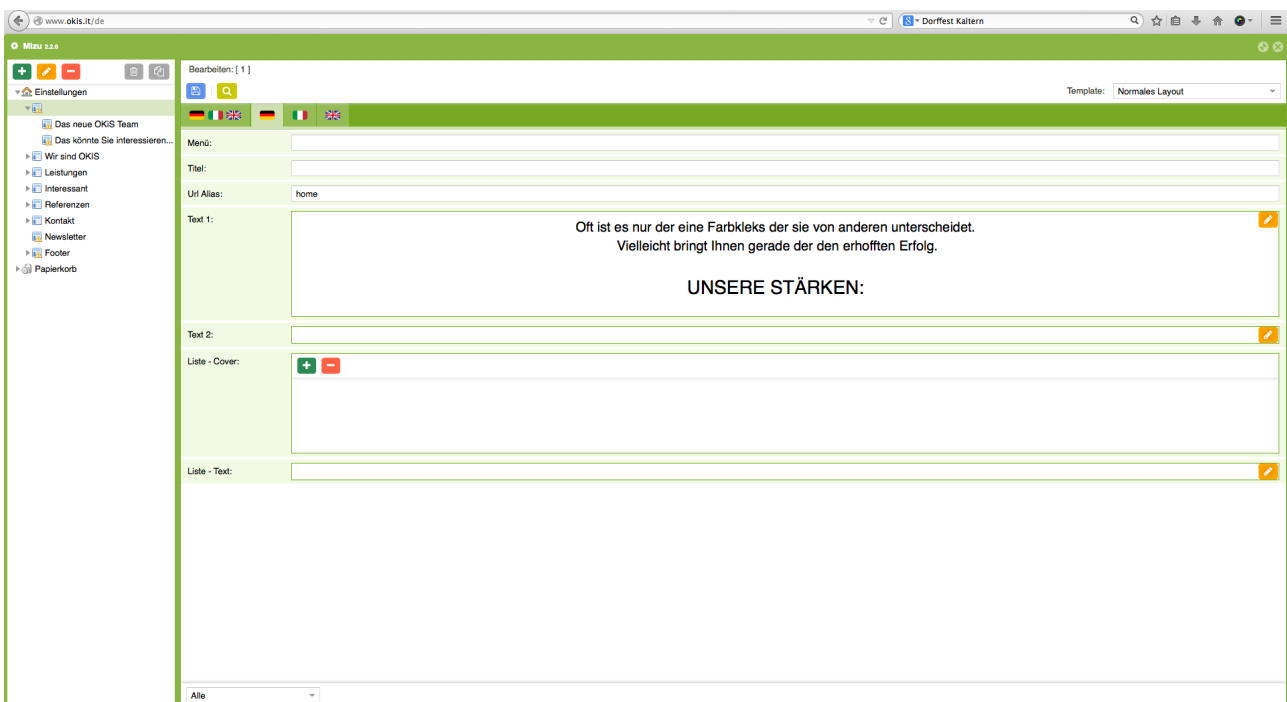 www.okis.it/de
Dorffest Kaltern
Mizu 2.2.6
Bearbeiten: [ 1 ]
Template: Normales Layout
Einstellungen
Das neue OKiS Team
Das könnte Sie interessieren...
Wir sind OKIS
Leistungen
Interessant
Referenzen
Kontakt
Newsletter
Footer
Papierkorb
Menü:
Titel:
Url Alias: home
Text 1:
Oft ist es nur der eine Farbkleks der sie von anderen unterscheidet.
Vielleicht bringt Ihnen gerade der den erhofften Erfolg.
UNSERE STÄRKEN:
Text 2:
Liste - Cover:
Liste - Text:
Alle